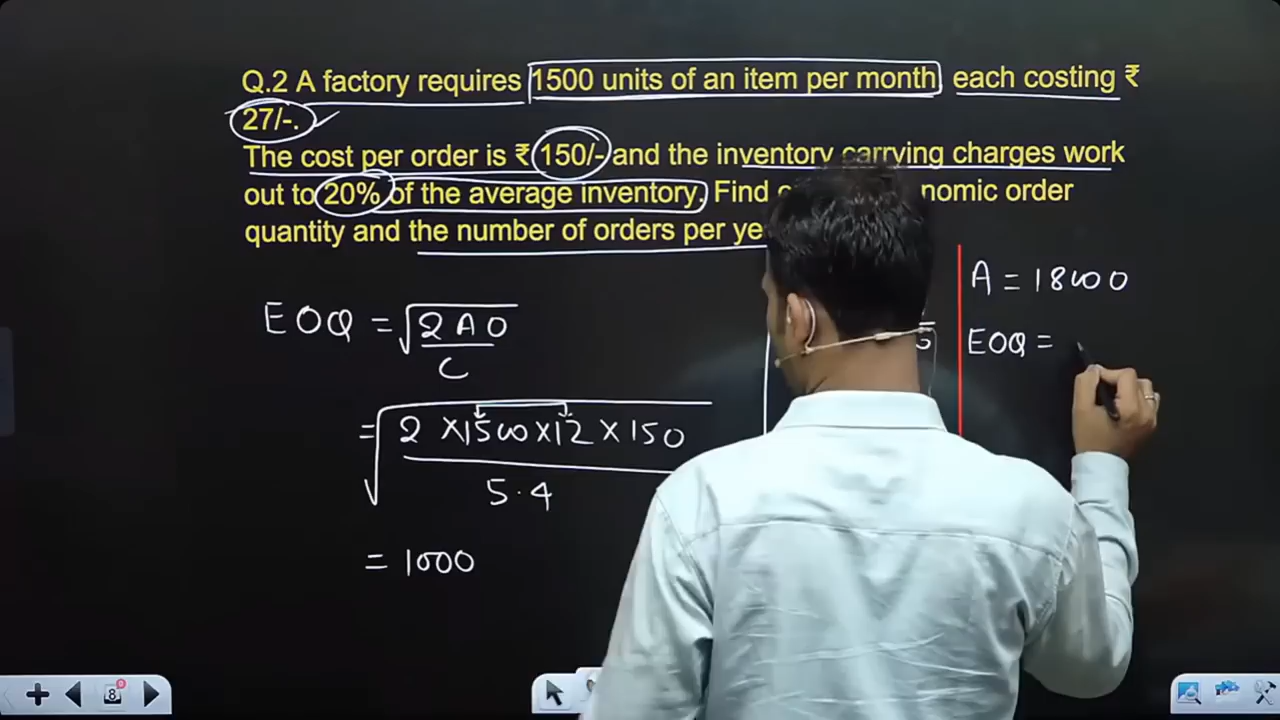 Q.2 A factory requires 1500 units of an item per month each costing ₹
27/-.
The cost per order is ₹ 150/- and the inventory carrying charges work
out to 20% of the average inventory. Find nomic order
quantity and the number of orders per ye
A = 18000
EOQ = √2AO
C
EOQ =
= √2 × 1500 × 12 × 150
5.4
= 1000
8